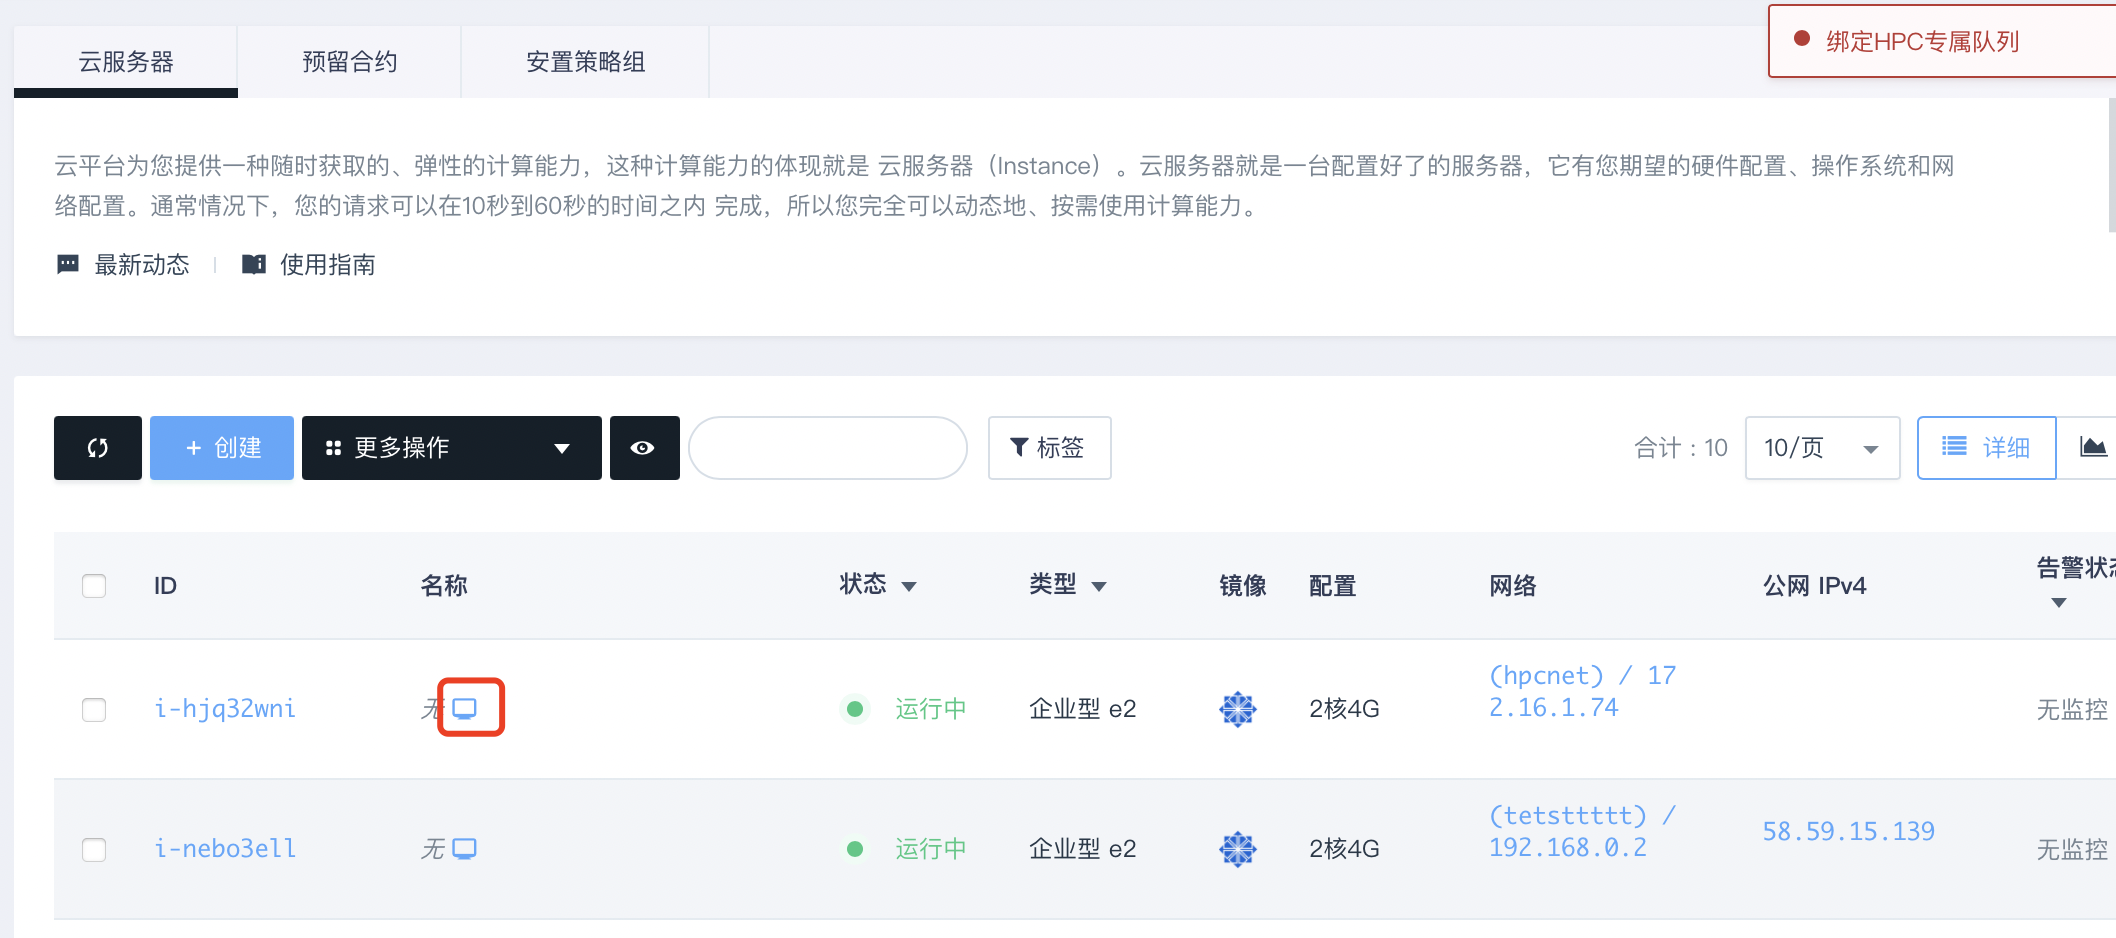 绑定HPC专属队列
云服务器
预留合约
安置策略组
云平台为您提供一种随时获取的、弹性的计算能力，这种计算能力的体现就是 云服务器（Instance）。云服务器就是一台配置好了的服务器，它有您期望的硬件配置、操作系统和网
络配置。通常情况下，您的请求可以在10秒到60秒的时间之内 完成，所以您完全可以动态地、按需使用计算能力。
最新动态
使用指南
+ 创建
更多操作
标签
合计：10
10/页
详细
ID
名称
状态
类型
镜像
配置
网络
公网 IPv4
告警状态
i-hjq32wni
无
运行中
企业型 e2
2核4G
(hpcnet) / 17
2.16.1.74
无监控
i-nebo3ell
无
运行中
企业型 e2
2核4G
(tetsttttt) /
192.168.0.2
58.59.15.139
无监控